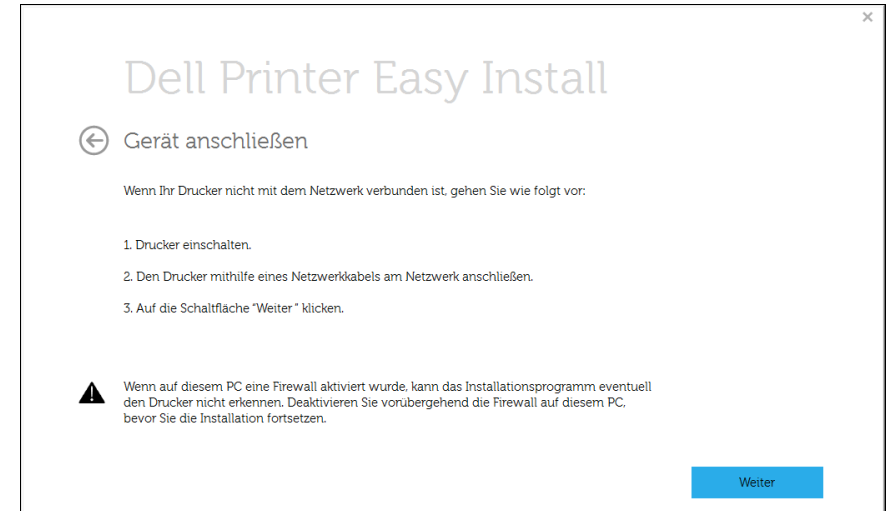 Dell Printer Easy Install
Gerät anschließen
Wenn Ihr Drucker nicht mit dem Netzwerk verbunden ist, gehen Sie wie folgt vor:
1. Drucker einschalten.
2. Den Drucker mithilfe eines Netzwerkkabels am Netzwerk anschließen.
3. Auf die Schaltfläche "Weiter" klicken.
Wenn auf diesem PC eine Firewall aktiviert wurde, kann das Installationsprogramm eventuell
den Drucker nicht erkennen. Deaktivieren Sie vorübergehend die Firewall auf diesem PC,
bevor Sie die Installation fortsetzen.
Weiter